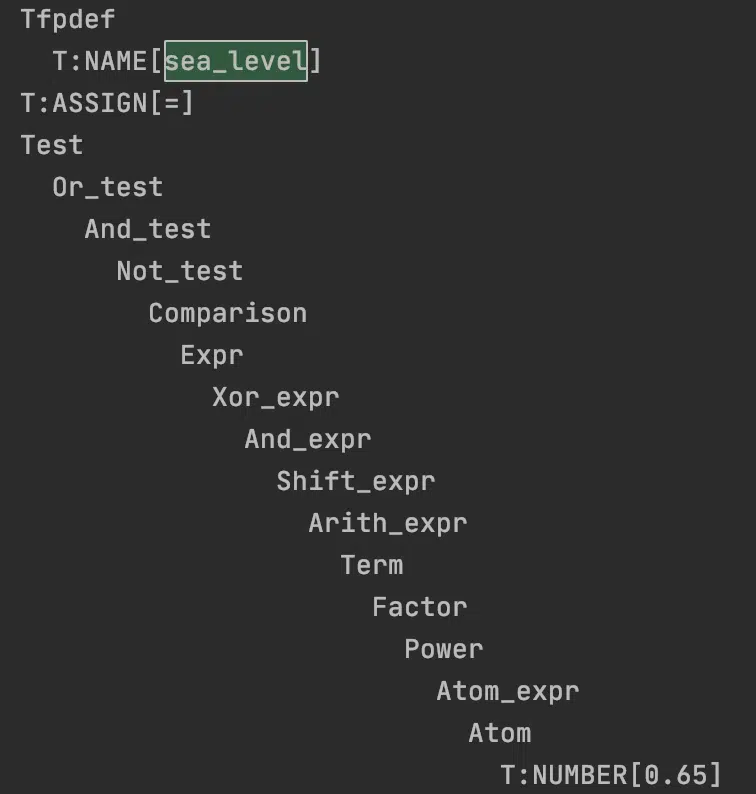 Tfpdef
T:NAME[sea_level]
T:ASSIGN[=]
Test
Or_test
And_test
Not_test
Comparison
Expr
Xor_expr
And_expr
Shift_expr
Arith_expr
Term
Factor
Power
Atom_expr
Atom
T:NUMBER[0.65]